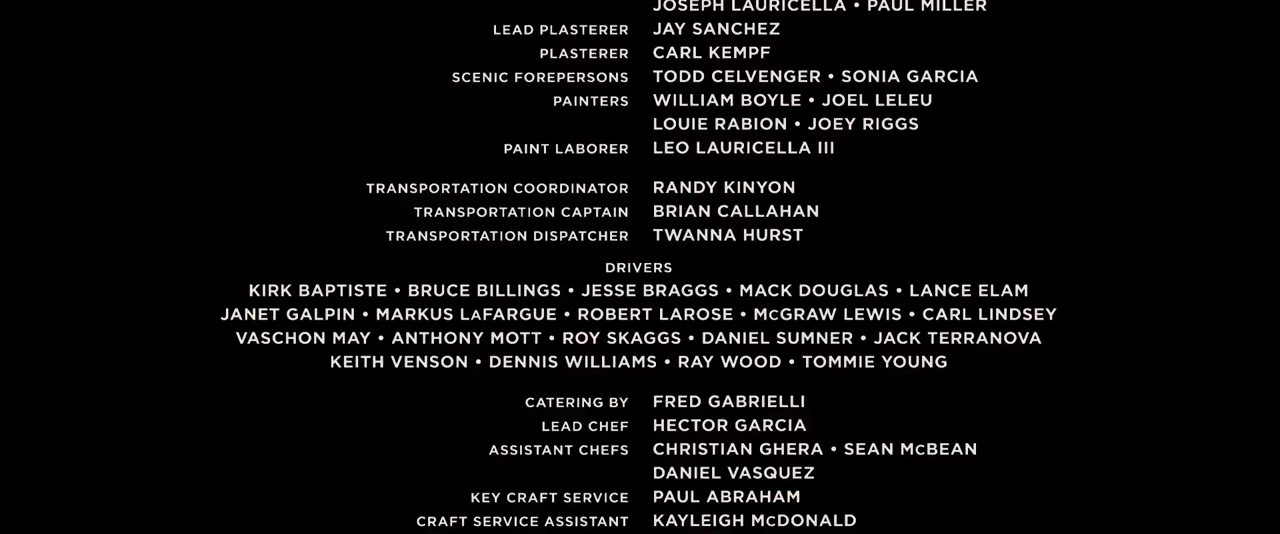 JOSEPH LAURICELLA • PAUL MILLER
LEAD PLASTERER JAY SANCHEZ
PLASTERER CARL KEMPF
SCENIC FOREPERSONS TODD CELVENGER • SONIA GARCIA
PAINTERS WILLIAM BOYLE • JOEL LELEU
LOUIE RABION • JOEY RIGGS
PAINT LABORER LEO LAURICELLA III
TRANSPORTATION COORDINATOR RANDY KINYON
TRANSPORTATION CAPTAIN BRIAN CALLAHAN
TRANSPORTATION DISPATCHER TWANNA HURST
DRIVERS
KIRK BAPTISTE • BRUCE BILLINGS • JESSE BRAGGS • MACK DOUGLAS • LANCE ELAM
JANET GALPIN • MARKUS LAFARGUE • ROBERT LAROSE • McGRAW LEWIS • CARL LINDSEY
VASCHON MAY • ANTHONY MOTT • ROY SKAGGS • DANIEL SUMNER • JACK TERRANOVA
KEITH VENSON • DENNIS WILLIAMS • RAY WOOD • TOMMIE YOUNG
CATERING BY FRED GABRIELLI
LEAD CHEF HECTOR GARCIA
ASSISTANT CHEFS CHRISTIAN GHERA • SEAN McBEAN
DANIEL VASQUEZ
KEY CRAFT SERVICE PAUL ABRAHAM
CRAFT SERVICE ASSISTANT KAYLEIGH McDONALD